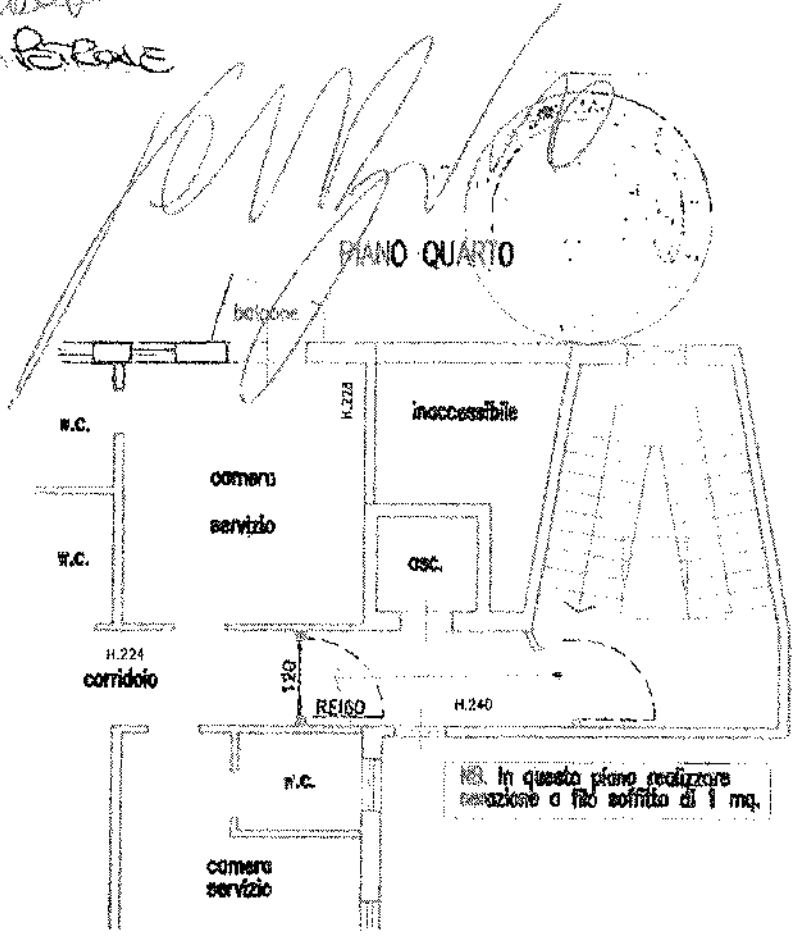 PIANO QUARTO
balcone
H.228
inaccessibile
w.c.
camera
servizio
w.c.
asc.
H.224
corridoio
120
REI60
H.240
w.c.
NB. In questo piano realizzare
aerazione a filo soffitto di 1 mq.
camera
servizio